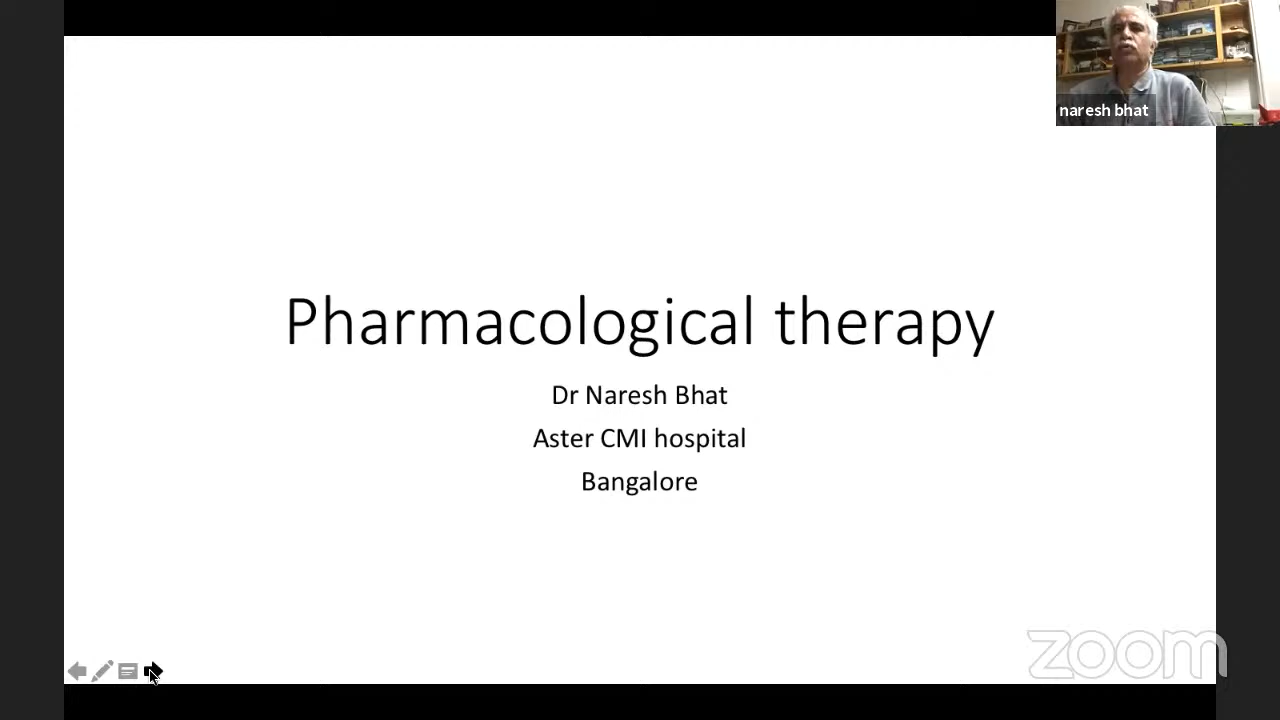 naresh bhat
Pharmacological therapy
Dr Naresh Bhat
Aster CMI hospital
Bangalore
zoom